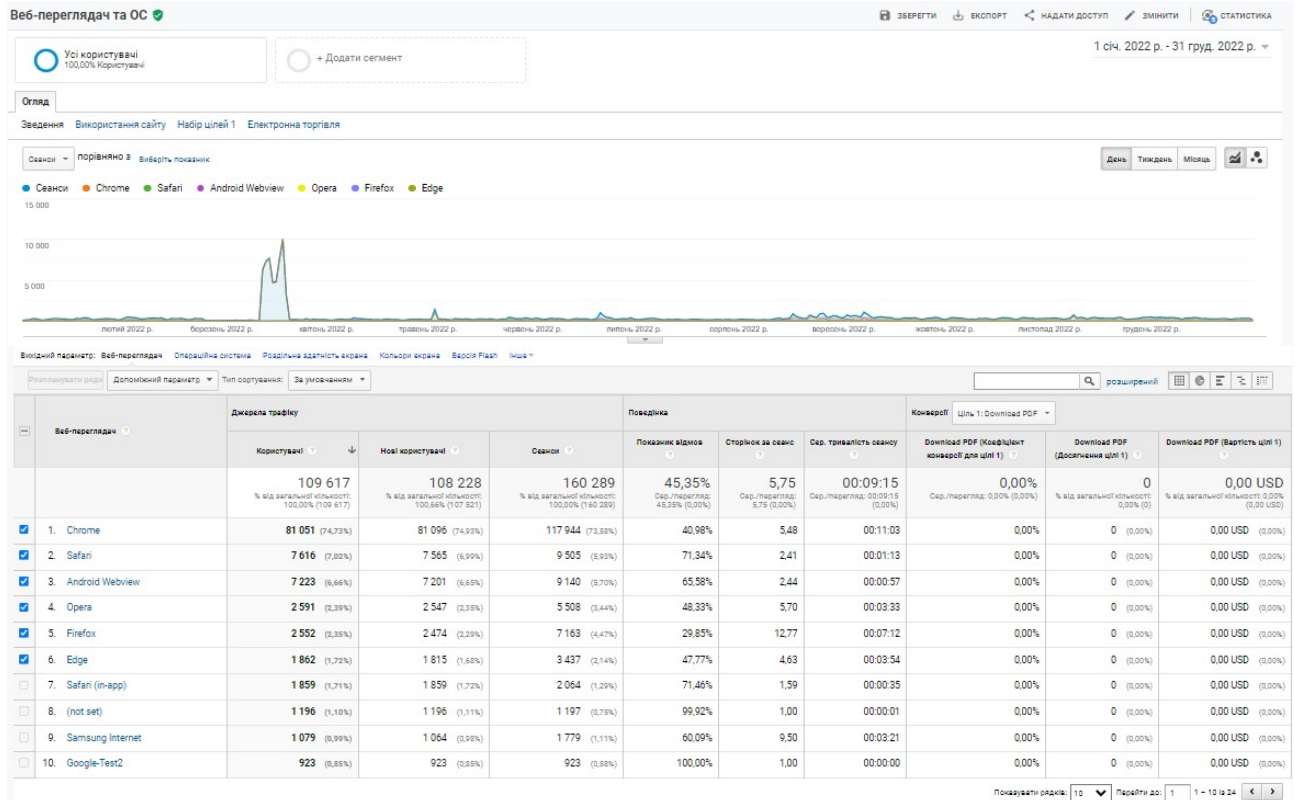 Веб-переглядач та ОС
ЗБЕРЕГТИ ЕКСПОРТ НАДАТИ ДОСТУП ЗМІНИТИ СТАТИСТИКА
Усі користувачі
100,00% Користувачі
+ Додати сегмент
1 січ. 2022 р. - 31 груд. 2022 р.
Огляд
Зведення Використання сайту Набір цілей 1 Електронна торгівля
Сеанси порівняно з Виберіть показник
День Тиждень Місяць
Сеанси Chrome Safari Android Webview Opera Firefox Edge
15 000
10 000
5 000
лютий 2022 р. березень 2022 р. квітень 2022 р. травень 2022 р. червень 2022 р. липень 2022 р. серпень 2022 р. вересень 2022 р. жовтень 2022 р. листопад 2022 р. грудень 2022 р.
Вихідний параметр: Веб-переглядач Операційна система Роздільна здатність екрана Кольори екрана Версія Flash Інше
Розпланувати ряди Допоміжний параметр Тип сортування: За умовчанням розширений
Веб-переглядач
Джерела трафіку Поведінка Конверсії Ціль 1: Download PDF
Користувачі Нові користувачі Сеанси Показник відмов Сторінок за сеанс Сер. тривалість сеансу Download PDF (Коефіцієнт конверсії для цілі 1) Download PDF (Досягнення цілі 1) Download PDF (Вартість цілі 1)
109 617 108 228 160 289 45,35% 5,75 00:09:15 0,00% 0 0,00 USD
% від загальної кількості: 100,00% (109 617) % від загальної кількості: 100,66% (107 521) % від загальної кількості: 100,00% (160 289) Сер./перегляд: 45,35% (0,00%) Сер./перегляд: 5,75 (0,00%) Сер./перегляд: 00:09:15 (0,00%) Сер./перегляд: 0,00% (0,00%) % від загальної кількості: 0,00% (0) % від загальної кількості: 0,00% (0,00 USD)
1. Chrome 81 051 (74,73%) 81 096 (74,93%) 117 944 (73,58%) 40,98% 5,48 00:11:03 0,00% 0 (0,00%) 0,00 USD (0,00%)
2. Safari 7 616 (7,02%) 7 565 (6,99%) 9 505 (5,93%) 71,34% 2,41 00:01:13 0,00% 0 (0,00%) 0,00 USD (0,00%)
3. Android Webview 7 223 (6,66%) 7 201 (6,65%) 9 140 (5,70%) 65,58% 2,44 00:00:57 0,00% 0 (0,00%) 0,00 USD (0,00%)
4. Opera 2 591 (2,39%) 2 547 (2,35%) 5 508 (3,44%) 48,33% 5,70 00:03:33 0,00% 0 (0,00%) 0,00 USD (0,00%)
5. Firefox 2 552 (2,35%) 2 474 (2,29%) 7 163 (4,47%) 29,85% 12,77 00:07:12 0,00% 0 (0,00%) 0,00 USD (0,00%)
6. Edge 1 862 (1,72%) 1 815 (1,68%) 3 437 (2,14%) 47,77% 4,63 00:03:54 0,00% 0 (0,00%) 0,00 USD (0,00%)
7. Safari (in-app) 1 859 (1,71%) 1 859 (1,72%) 2 064 (1,29%) 71,46% 1,59 00:00:35 0,00% 0 (0,00%) 0,00 USD (0,00%)
8. (not set) 1 196 (1,10%) 1 196 (1,11%) 1 197 (0,75%) 99,92% 1,00 00:00:01 0,00% 0 (0,00%) 0,00 USD (0,00%)
9. Samsung Internet 1 079 (0,99%) 1 064 (0,98%) 1 779 (1,11%) 60,09% 9,50 00:03:21 0,00% 0 (0,00%) 0,00 USD (0,00%)
10. Google-Test2 923 (0,85%) 923 (0,85%) 923 (0,58%) 100,00% 1,00 00:00:00 0,00% 0 (0,00%) 0,00 USD (0,00%)
Показувати рядків: 10 Перейти до: 1 1 – 10 із 24